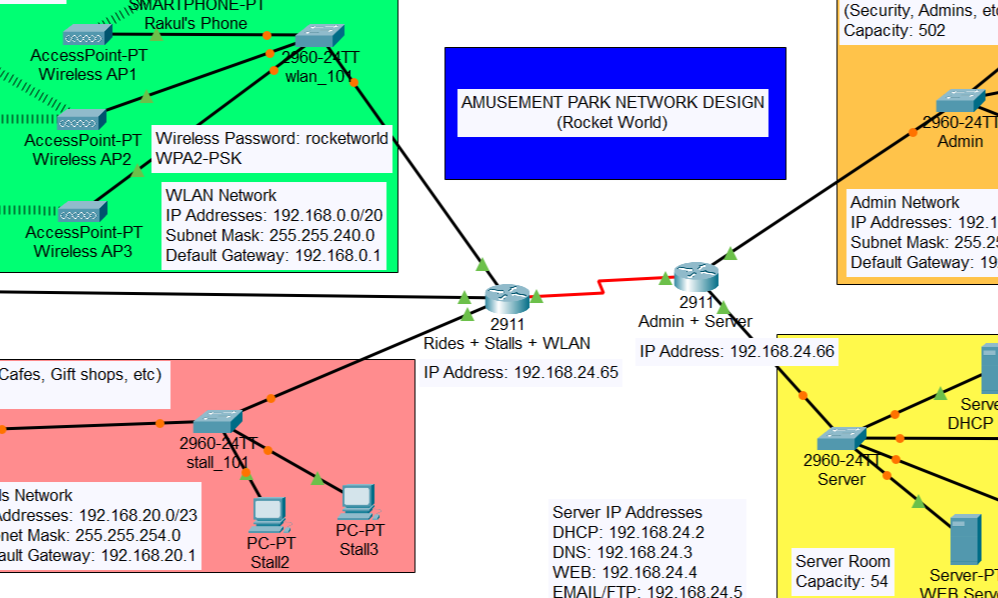 SMARTPHONE-PT
Rakul's Phone
AccessPoint-PT
Wireless AP1
2960-24TT
wlan_101
AccessPoint-PT
Wireless AP2
Wireless Password: rocketworld
WPA2-PSK
AccessPoint-PT
Wireless AP3
WLAN Network
IP Addresses: 192.168.0.0/20
Subnet Mask: 255.255.240.0
Default Gateway: 192.168.0.1
AMUSEMENT PARK NETWORK DESIGN
(Rocket World)
(Security, Admins, etc
Capacity: 502
2960-24TT
Admin
Admin Network
IP Addresses: 192.1
Subnet Mask: 255.25
Default Gateway: 19
2911
Rides + Stalls + WLAN
IP Address: 192.168.24.65
2911
Admin + Server
IP Address: 192.168.24.66
Cafes, Gift shops, etc)
2960-24TT
stall_101
ls Network
Addresses: 192.168.20.0/23
net Mask: 255.255.254.0
ault Gateway: 192.168.20.1
PC-PT
Stall2
PC-PT
Stall3
Server IP Addresses
DHCP: 192.168.24.2
DNS: 192.168.24.3
WEB: 192.168.24.4
EMAIL/FTP: 192.168.24.5
2960-24TT
Server
Serve
DHCP
Server Room
Capacity: 54
Server-PT
WEB Serv